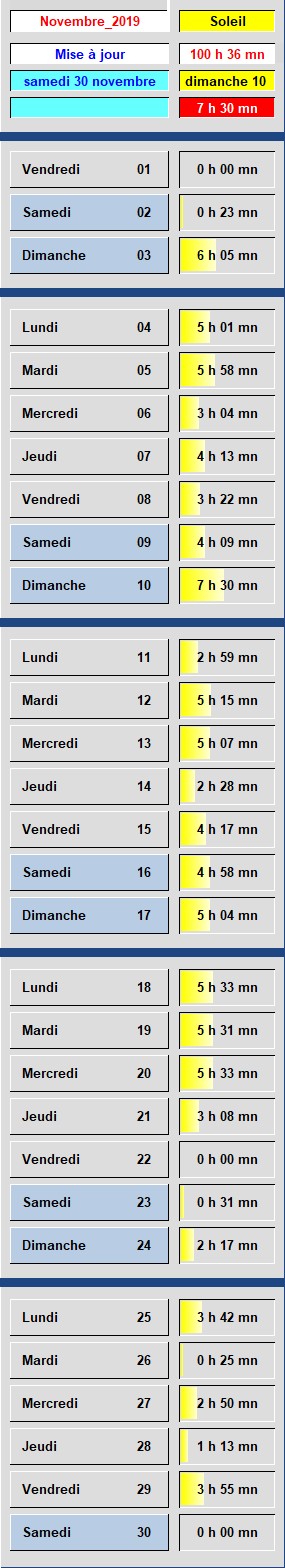 Novembre_2019 Soleil
Mise à jour 100 h 36 mn
samedi 30 novembre dimanche 10
7 h 30 mn
Vendredi 01 0 h 00 mn
Samedi 02 0 h 23 mn
Dimanche 03 6 h 05 mn
Lundi 04 5 h 01 mn
Mardi 05 5 h 58 mn
Mercredi 06 3 h 04 mn
Jeudi 07 4 h 13 mn
Vendredi 08 3 h 22 mn
Samedi 09 4 h 09 mn
Dimanche 10 7 h 30 mn
Lundi 11 2 h 59 mn
Mardi 12 5 h 15 mn
Mercredi 13 5 h 07 mn
Jeudi 14 2 h 28 mn
Vendredi 15 4 h 17 mn
Samedi 16 4 h 58 mn
Dimanche 17 5 h 04 mn
Lundi 18 5 h 33 mn
Mardi 19 5 h 31 mn
Mercredi 20 5 h 33 mn
Jeudi 21 3 h 08 mn
Vendredi 22 0 h 00 mn
Samedi 23 0 h 31 mn
Dimanche 24 2 h 17 mn
Lundi 25 3 h 42 mn
Mardi 26 0 h 25 mn
Mercredi 27 2 h 50 mn
Jeudi 28 1 h 13 mn
Vendredi 29 3 h 55 mn
Samedi 30 0 h 00 mn